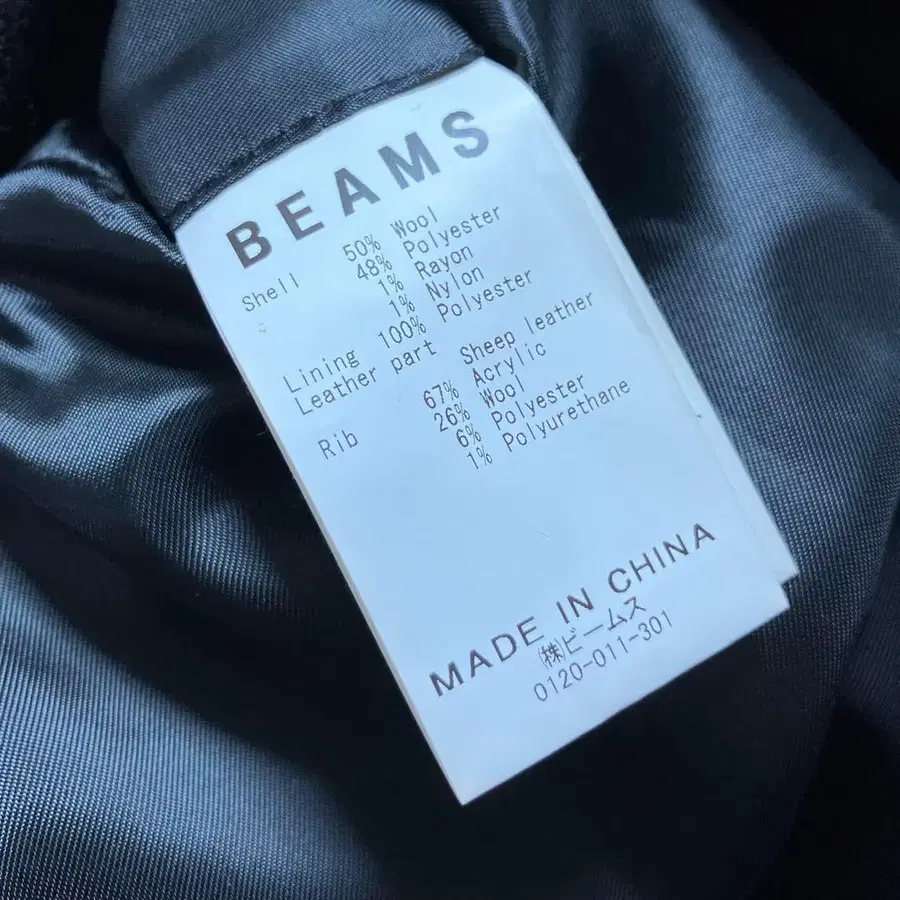 BEAMS
Shell 50% Wool
48% Polyester
1% Rayon
1% Nylon
Lining 100% Polyester
Leather part Sheep leather
Rib 67% Acrylic
26% Wool
6% Polyester
1% Polyurethane
MADE IN CHINA
㈱ビームス
0120-011-301